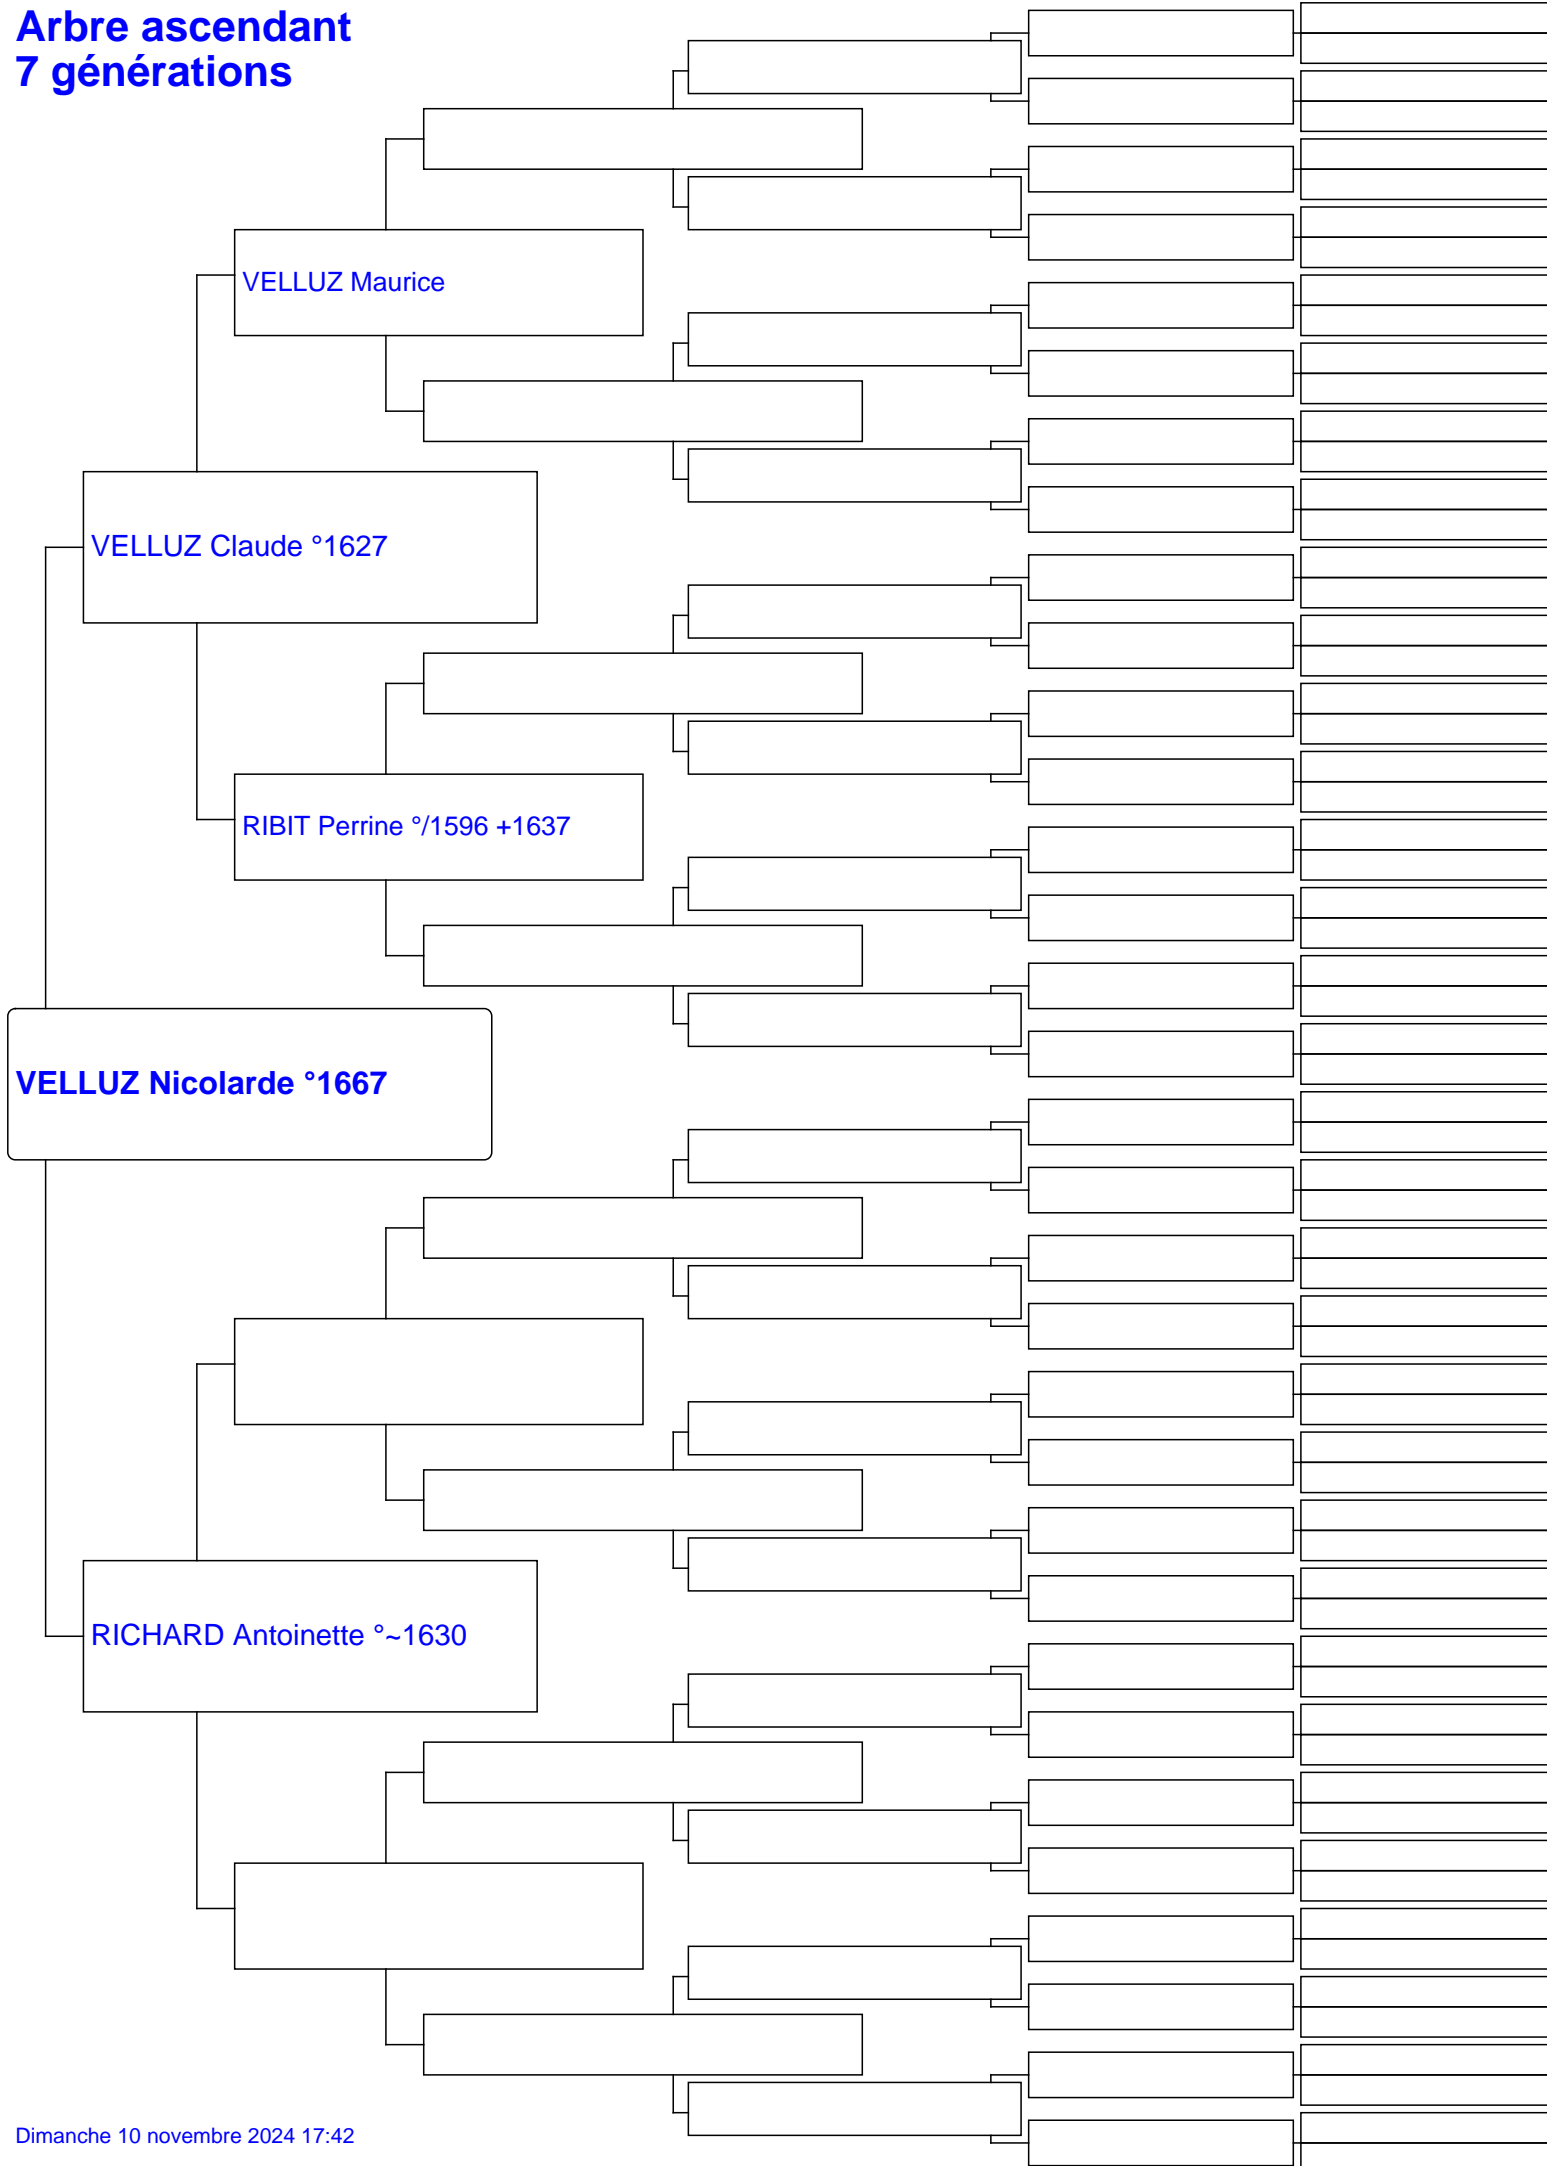 Arbre ascendant
7 générations
VELLUZ Maurice
VELLUZ Claude °1627
RIBIT Perrine °/1596 +1637
VELLUZ Nicolarde °1667
RICHARD Antoinette °~1630
Dimanche 10 novembre 2024 17:42